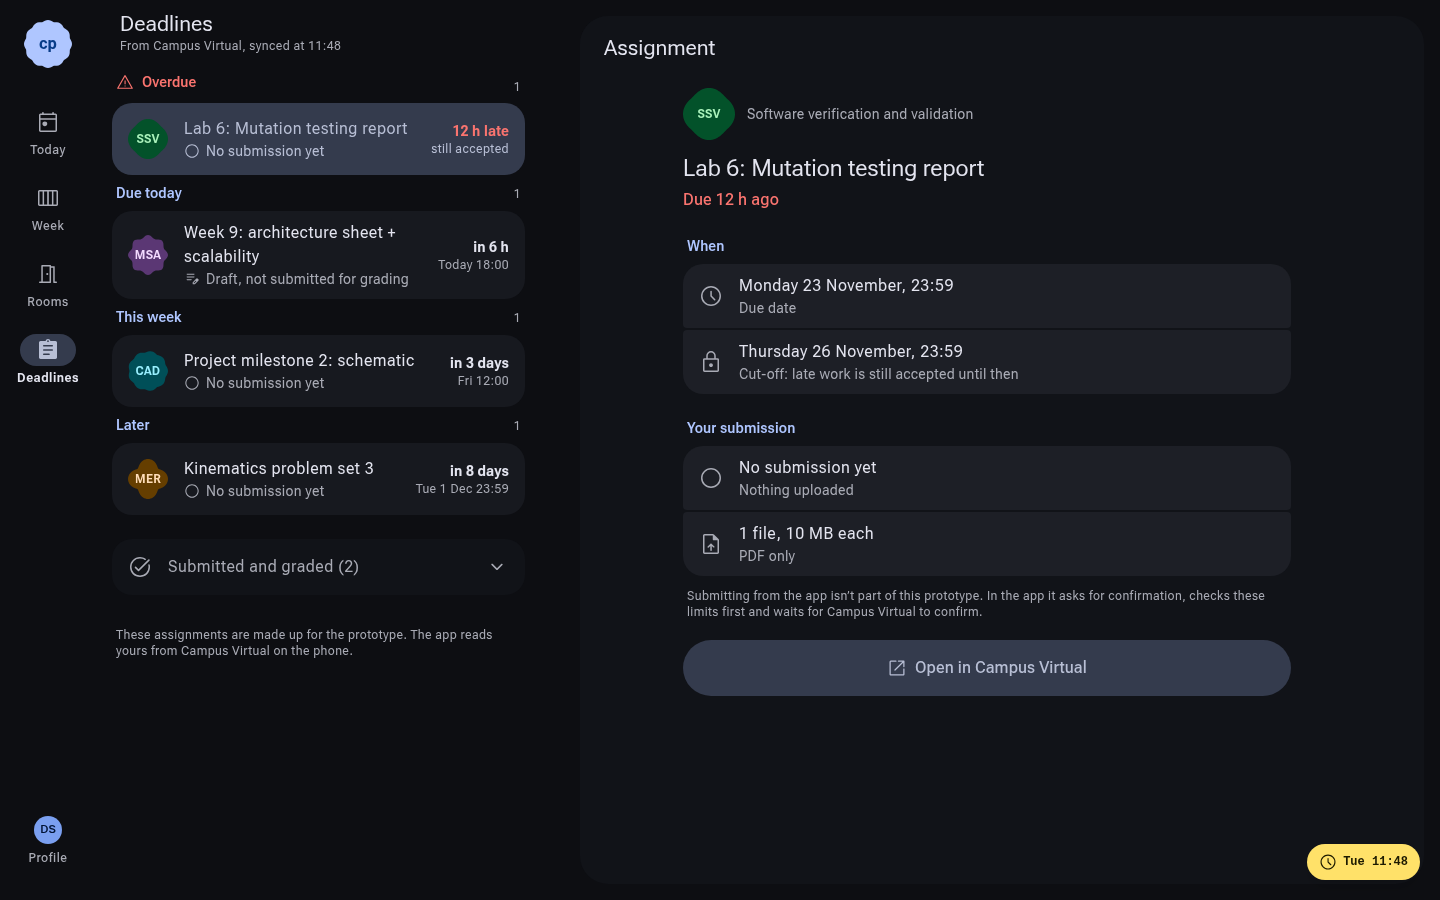 cp
Today
Week
Rooms
Deadlines
DS
Profile
Deadlines
From Campus Virtual, synced at 11:48
Overdue
1
SSV
Lab 6: Mutation testing report
No submission yet
12 h late
still accepted
Due today
1
MSA
Week 9: architecture sheet +
scalability
Draft, not submitted for grading
in 6 h
Today 18:00
This week
1
CAD
Project milestone 2: schematic
No submission yet
in 3 days
Fri 12:00
Later
1
MER
Kinematics problem set 3
No submission yet
in 8 days
Tue 1 Dec 23:59
Submitted and graded (2)
These assignments are made up for the prototype. The app reads
yours from Campus Virtual on the phone.
Assignment
SSV
Software verification and validation
Lab 6: Mutation testing report
Due 12 h ago
When
Monday 23 November, 23:59
Due date
Thursday 26 November, 23:59
Cut-off: late work is still accepted until then
Your submission
No submission yet
Nothing uploaded
1 file, 10 MB each
PDF only
Submitting from the app isn't part of this prototype. In the app it asks for confirmation, checks these
limits first and waits for Campus Virtual to confirm.
Open in Campus Virtual
Tue 11:48